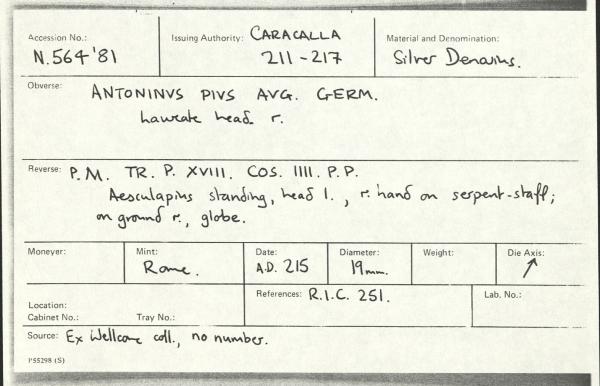 Accession No.: Issuing Authority: CARACALLA Material and Denomination:
N.564'81 211-217 Silver Denarius.
Obverse: ANTONINVS PIVS AVG. GERM.
Laureate head r.
Reverse: P.M. TR. P. XVIII. COS. IIII. P.P.
Aesculapius standing, head l., r. hand on serpent-staff;
on ground r., globe.
Moneyer: Mint: Date: Diameter: Weight: Die Axis:
Rome. A.D. 215 19mm. ↗
References: R.I.C. 251. Lab. No.:
Location:
Cabinet No.: Tray No.:
Source: Ex Wellcome coll., no number.
P55298 (S)